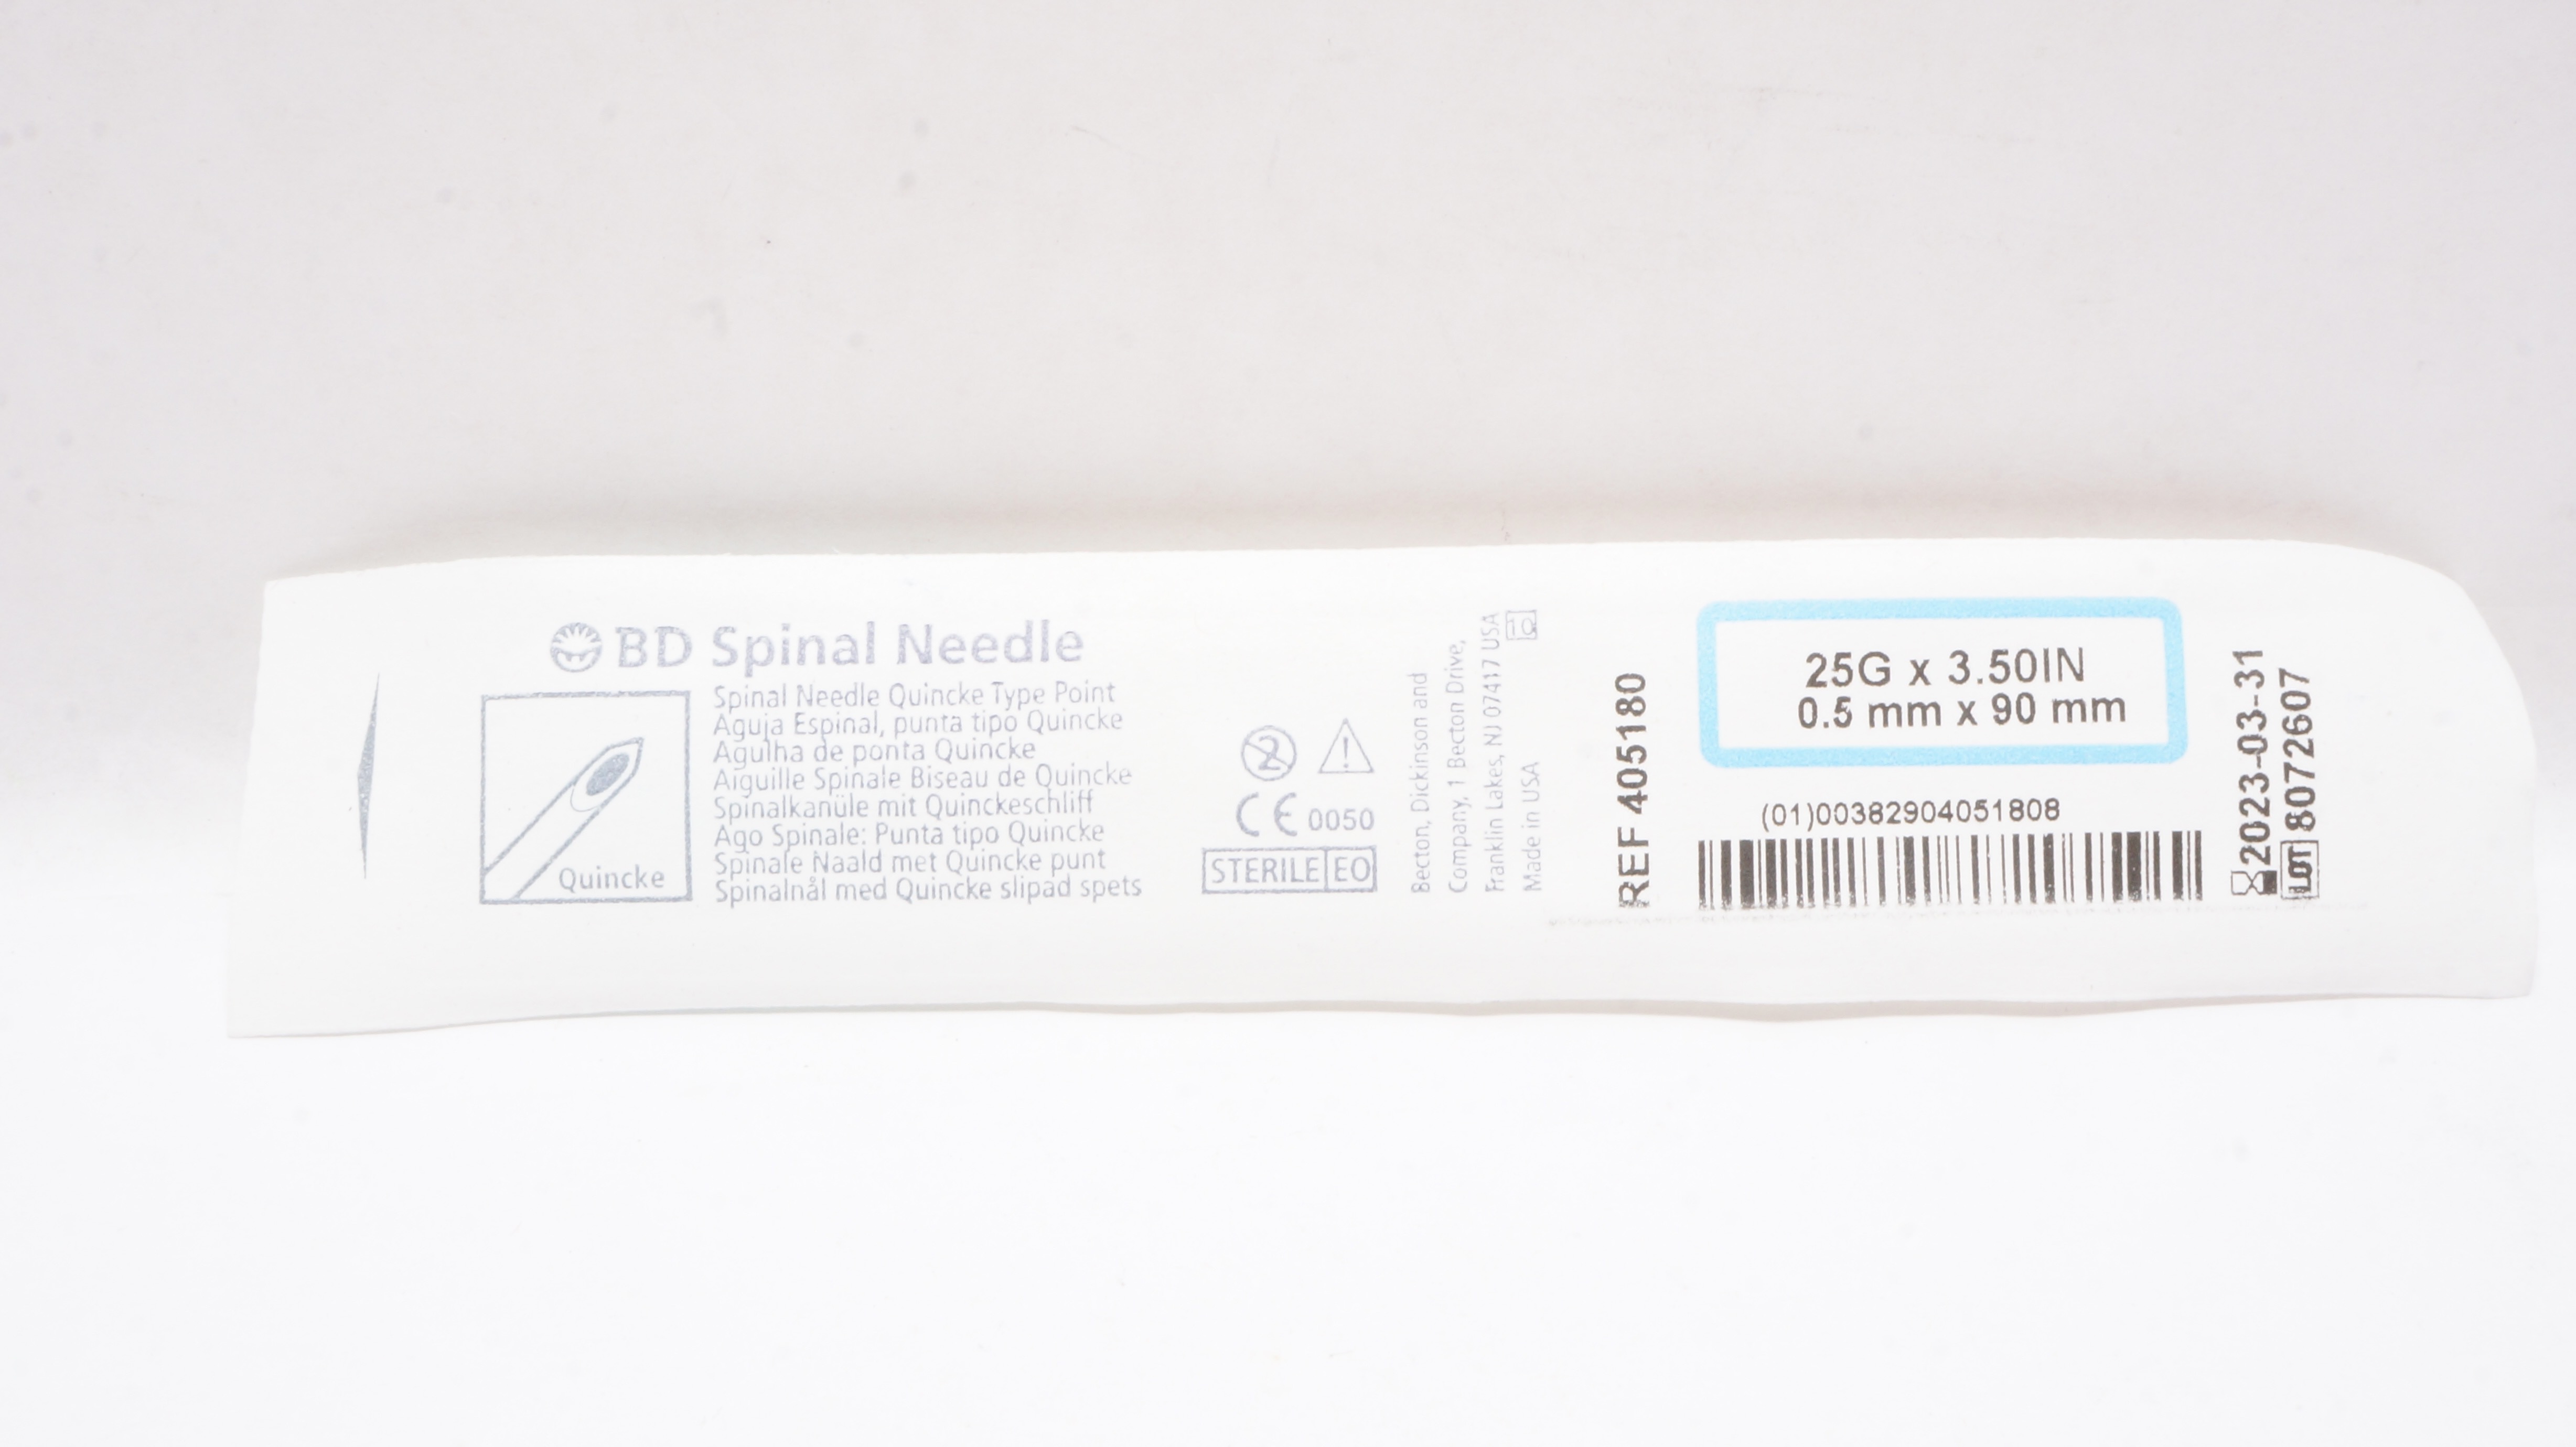 BD Spinal Needle
Quincke
Spinal Needle Quincke Type Point
Aguja Espinal, punta tipo Quincke
Agulha de ponta Quincke
Aiguille Spinale Biseau de Quincke
Spinalkanüle mit Quinckeschliff
Ago Spinale: Punta tipo Quincke
Spinale Naald met Quincke punt
Spinalnål med Quincke slipad spets
2
!
CE 0050
STERILE EO
Becton, Dickinson and
Company, 1 Becton Drive,
Franklin Lakes, NJ 07417 USA
Made in USA
10
REF 405180
25G x 3.50IN
0.5 mm x 90 mm
(01)00382904051808
2023-03-31
LOT 8072607